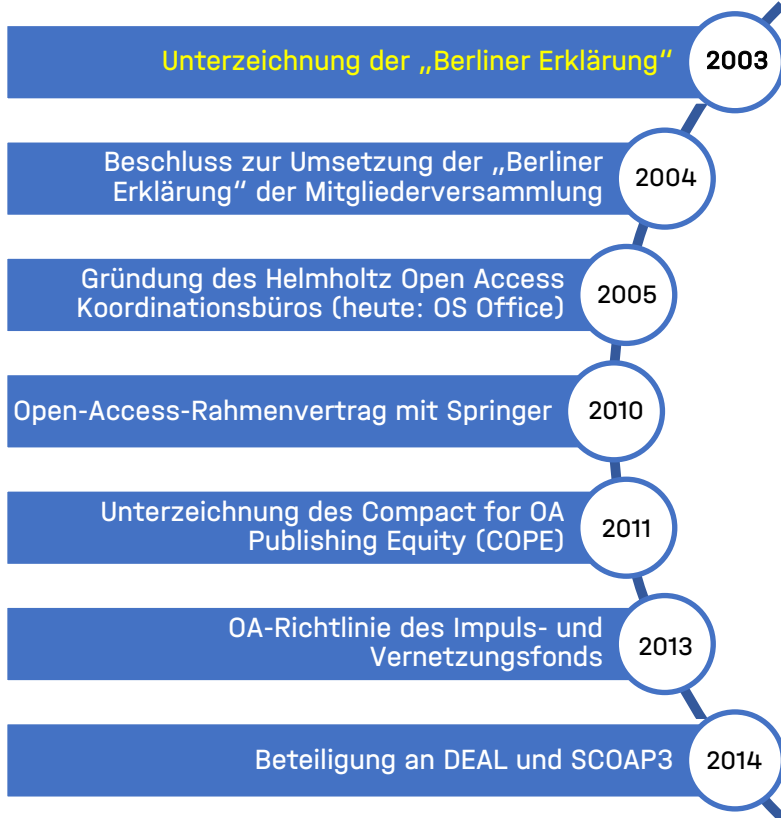 Unterzeichnung der „Berliner Erklärung“
2003
Beschluss zur Umsetzung der „Berliner
Erklärung“ der Mitgliederversammlung
2004
Gründung des Helmholtz Open Access
Koordinationsbüros (heute: OS Office)
2005
Open-Access-Rahmenvertrag mit Springer
2010
Unterzeichnung des Compact for OA
Publishing Equity (COPE)
2011
OA-Richtlinie des Impuls- und
Vernetzungsfonds
2013
Beteiligung an DEAL und SCOAP3
2014